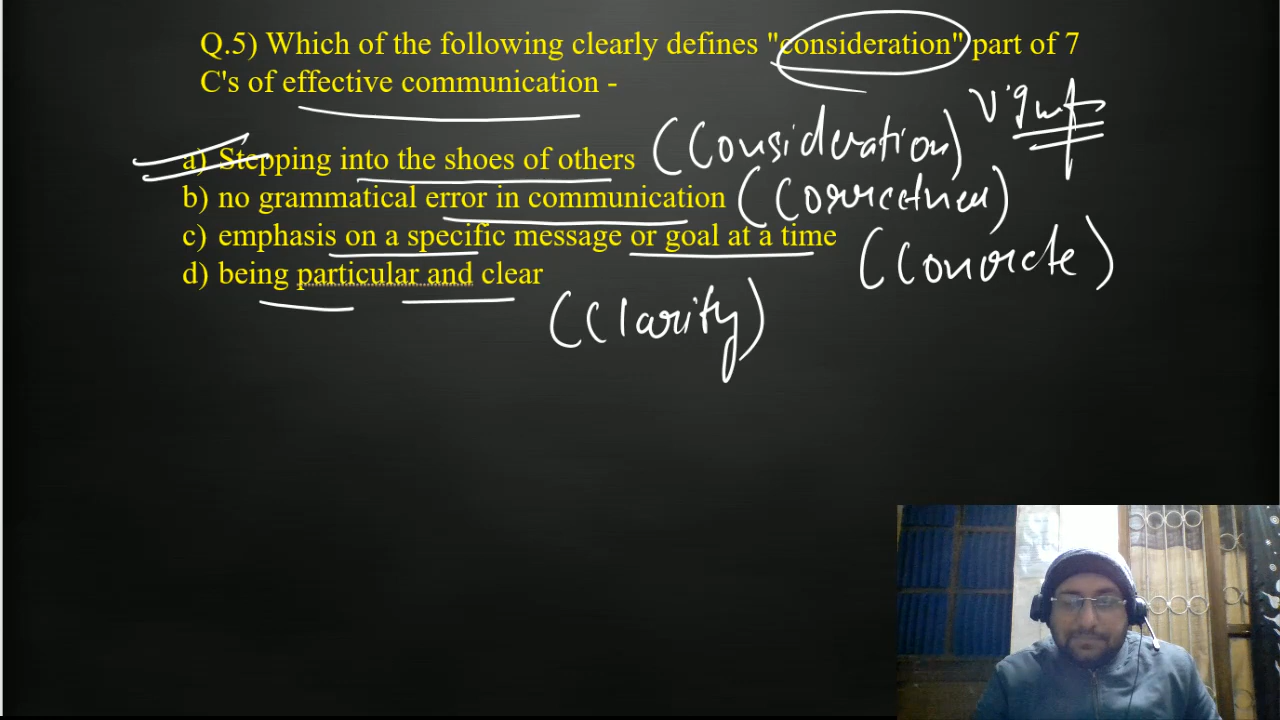 Q.5) Which of the following clearly defines "consideration" part of 7
C's of effective communication -
a) Stepping into the shoes of others (Consideration)
b) no grammatical error in communication (Correctness)
c) emphasis on a specific message or goal at a time (Concrete)
d) being particular and clear
(Clarity)